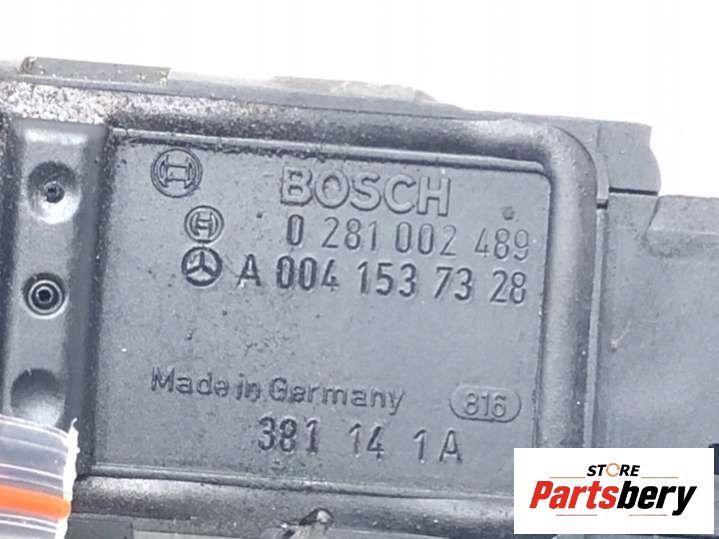 BOSCH
0 281 002 489
A 004 153 73 28
Made in Germany 816
381 14 1A
STORE
Partsbery